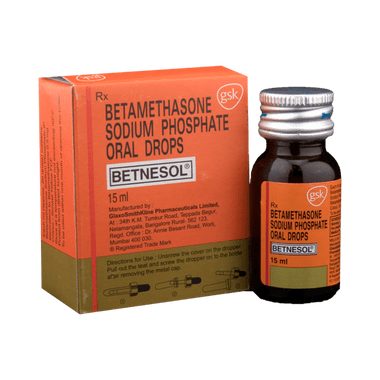 Rx
gsk
BETAMETHASONE
SODIUM PHOSPHATE
ORAL DROPS
BETNESOL®
15 ml
Manufactured by
GlaxoSmithKline Pharmaceuticals Limited,
At : 34th K.M. Tumkur Road, Teppada Begur,
Nelamangala, Bangalore Rural- 562 123.
Regd. Office : Dr. Annie Besant Road, Worli,
Mumbai 400 030.
® Registered Trade Mark
Directions for Use : Unscrew the cover on the dropper.
Pull out the teat and screw the dropper on to the bottle
after removing the metal cap.
gsk
Rx
BETAMETHASONE
SODIUM PHOSPHATE
ORAL DROPS
BETNESOL®
15 ml